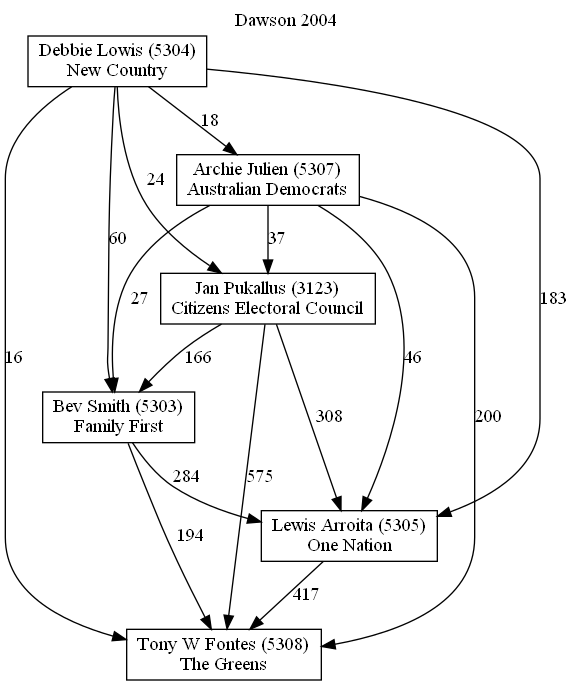 Dawson 2004
Debbie Lowis (5304)
New Country
18
Archie Julien (5307)
Australian Democrats
24
60
37
27
Jan Pukallus (3123)
Citizens Electoral Council
183
16
166
46
Bev Smith (5303)
Family First
308
200
284
575
194
Lewis Arroita (5305)
One Nation
417
Tony W Fontes (5308)
The Greens